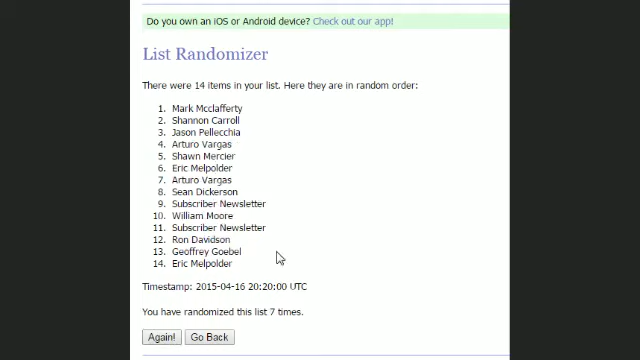 Do you own an iOS or Android device? Check out our app!
List Randomizer
There were 14 items in your list. Here they are in random order:
1. Mark Mcclafferty
2. Shannon Carroll
3. Jason Pellecchia
4. Arturo Vargas
5. Shawn Mercier
6. Eric Melpolder
7. Arturo Vargas
8. Sean Dickerson
9. Subscriber Newsletter
10. William Moore
11. Subscriber Newsletter
12. Ron Davidson
13. Geoffrey Goebel
14. Eric Melpolder
Timestamp: 2015-04-16 20:20:00 UTC
You have randomized this list 7 times.
Again! Go Back